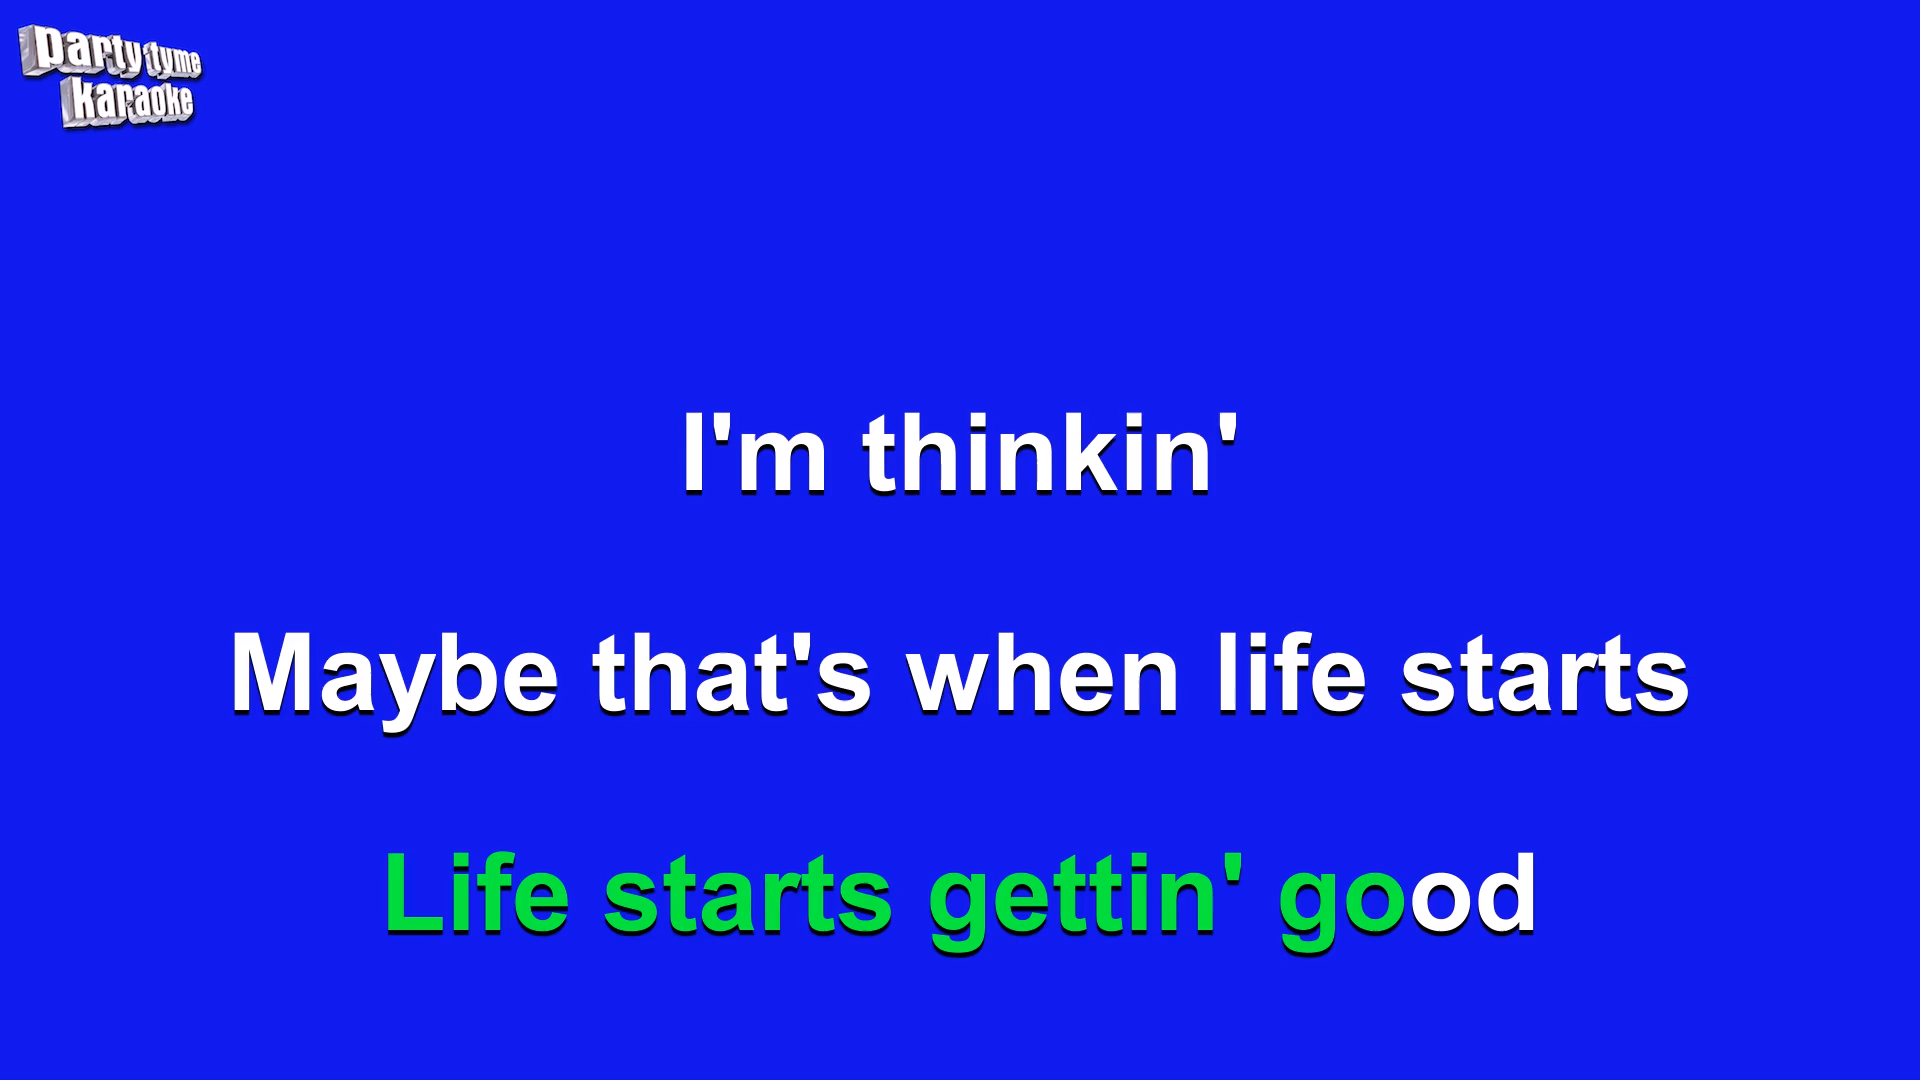 party tyme
karaoke
I'm thinkin'
Maybe that's when life starts
Life starts gettin' good